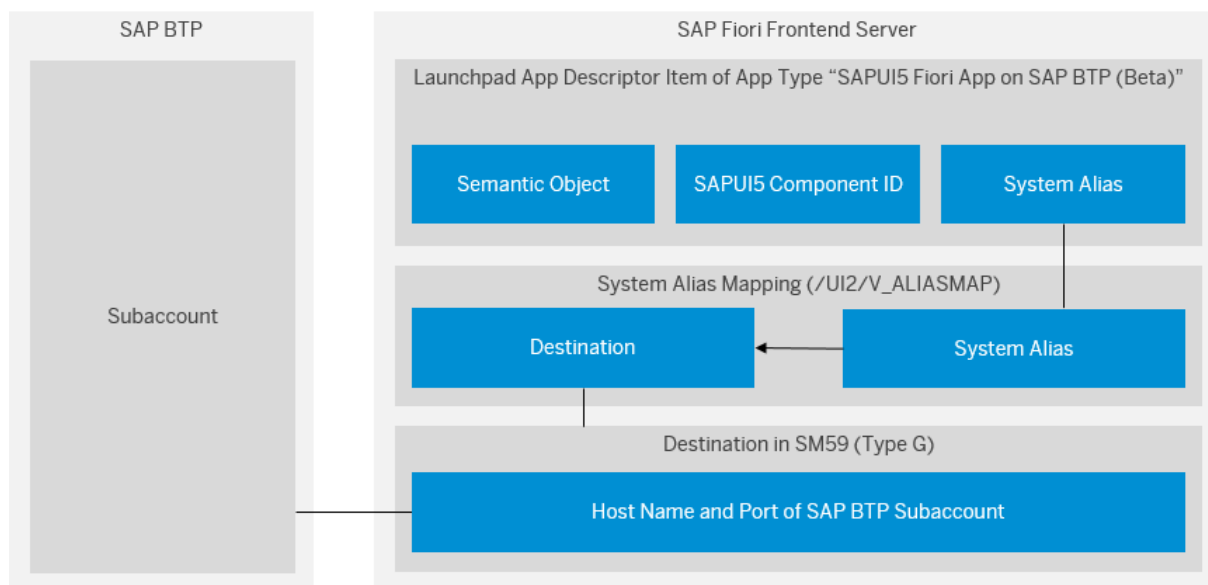 SAP BTP
Subaccount
SAP Fiori Frontend Server
Launchpad App Descriptor Item of App Type “SAPUI5 Fiori App on SAP BTP (Beta)”
Semantic Object
SAPUI5 Component ID
System Alias
System Alias Mapping (/UI2/V_ALIASMAP)
Destination
System Alias
Destination in SM59 (Type G)
Host Name and Port of SAP BTP Subaccount